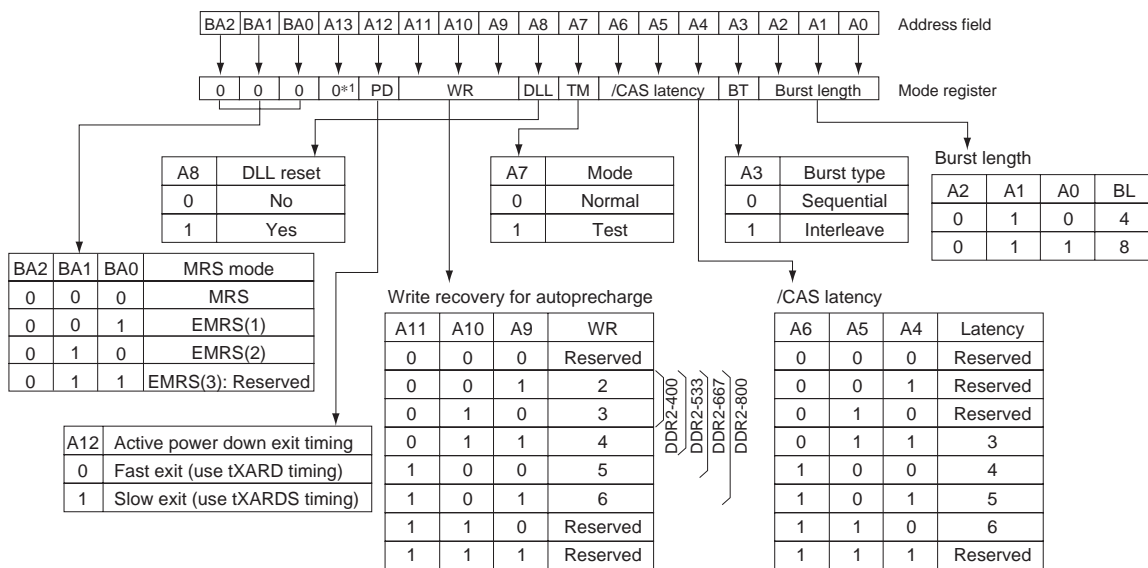 BA2 BA1 BA0 A13 A12 A11 A10 A9 A8 A7 A6 A5 A4 A3 A2 A1 A0 Address field
0 0 0 0*1 PD WR DLL TM /CAS latency BT Burst length Mode register
A8 DLL reset
0 No
1 Yes
A7 Mode
0 Normal
1 Test
A3 Burst type
0 Sequential
1 Interleave
Burst length
A2 A1 A0 BL
0 1 0 4
0 1 1 8
BA2 BA1 BA0 MRS mode
0 0 0 MRS
0 0 1 EMRS(1)
0 1 0 EMRS(2)
0 1 1 EMRS(3): Reserved
A12 Active power down exit timing
0 Fast exit (use tXARD timing)
1 Slow exit (use tXARDS timing)
Write recovery for autoprecharge
A11 A10 A9 WR
0 0 0 Reserved
0 0 1 2
0 1 0 3
0 1 1 4
1 0 0 5
1 0 1 6
1 1 0 Reserved
1 1 1 Reserved
DDR2-400
DDR2-533
DDR2-667
DDR2-800
/CAS latency
A6 A5 A4 Latency
0 0 0 Reserved
0 0 1 Reserved
0 1 0 Reserved
0 1 1 3
1 0 0 4
1 0 1 5
1 1 0 6
1 1 1 Reserved